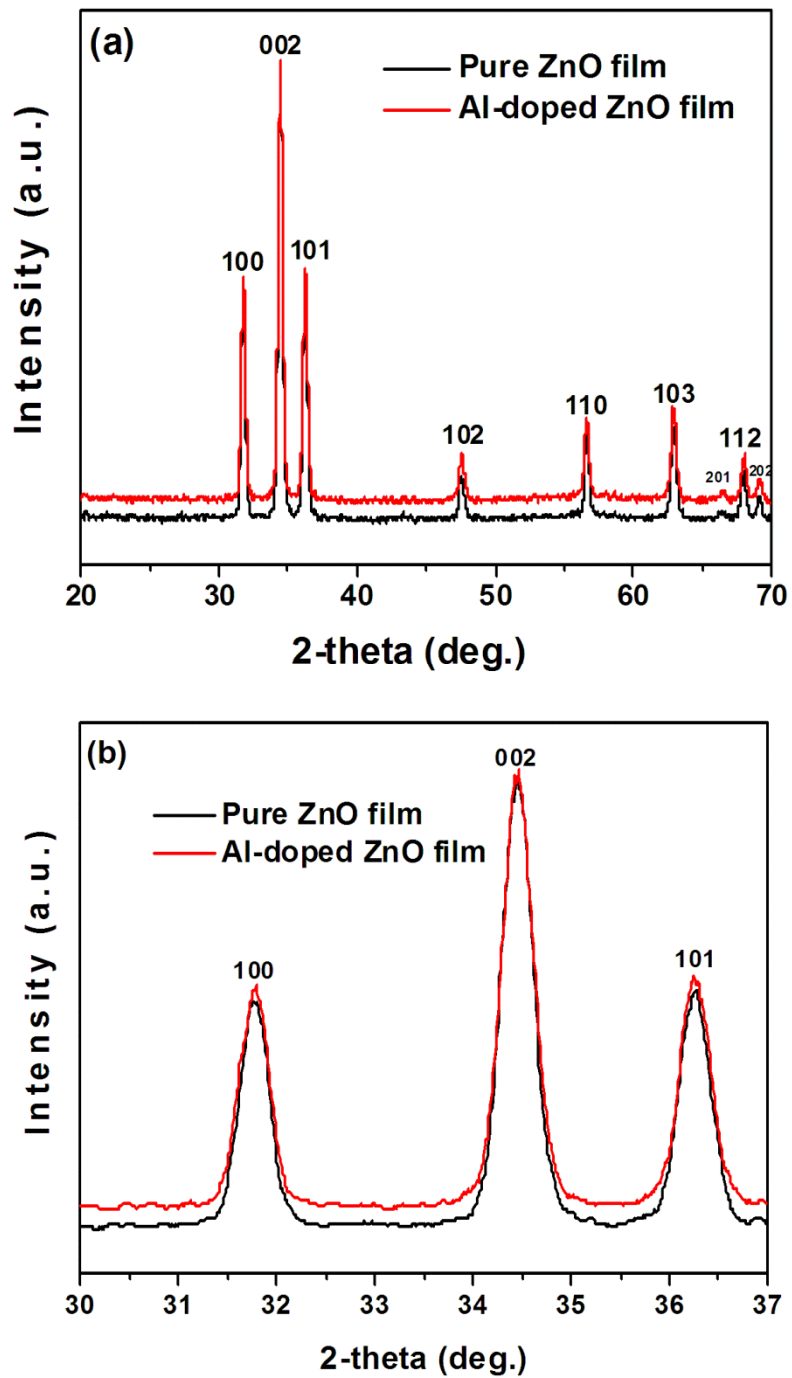 (a)
002
Pure ZnO film
Al-doped ZnO film
100
101
102
110
103
201
112
202
Intensity (a.u.)
20 30 40 50 60 70
2-theta (deg.)
(b)
002
Pure ZnO film
Al-doped ZnO film
100
101
Intensity (a.u.)
30 31 32 33 34 35 36 37
2-theta (deg.)